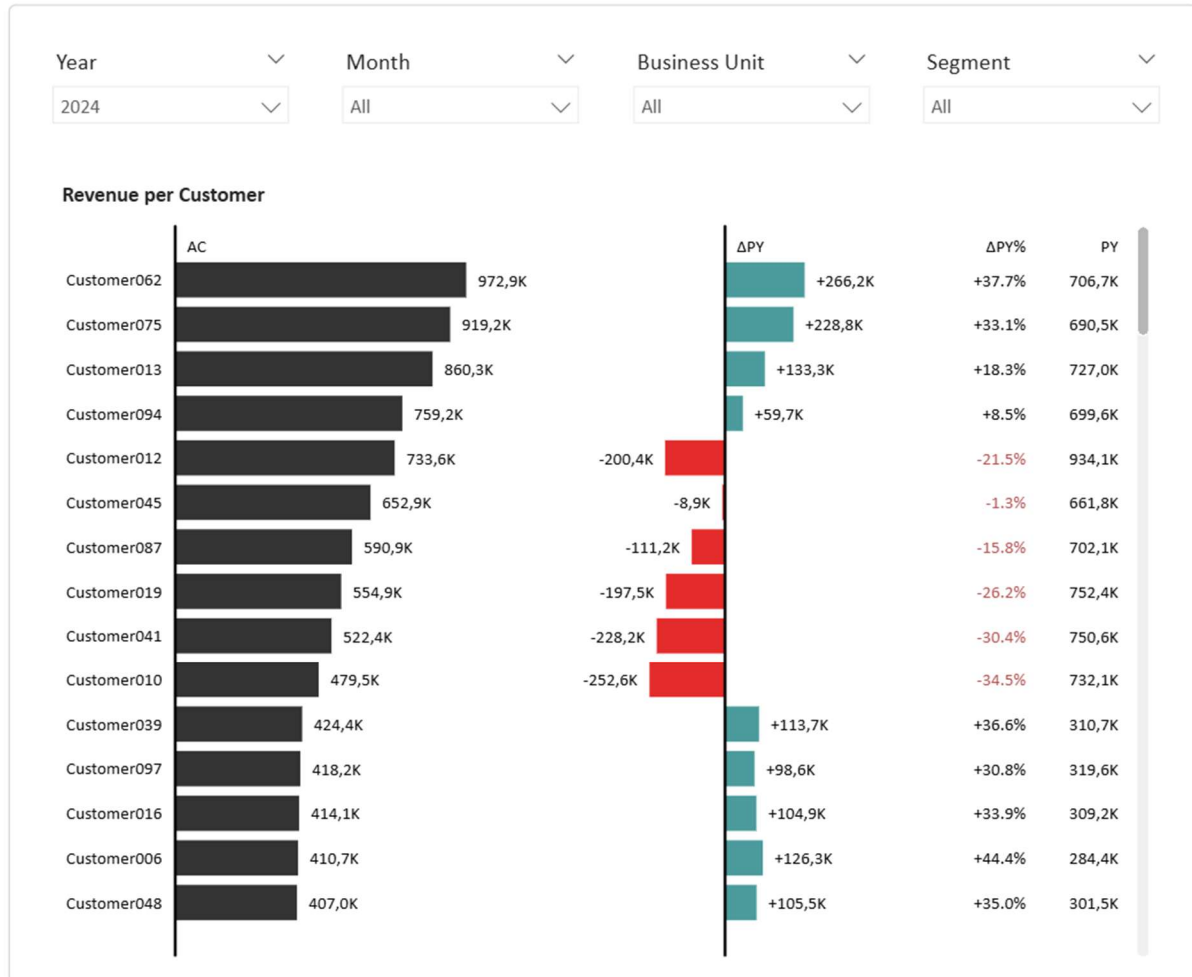 Year Month Business Unit Segment
2024 All All All
Revenue per Customer
AC ΔPY ΔPY% PY
Customer062 972,9K +266,2K +37.7% 706,7K
Customer075 919,2K +228,8K +33.1% 690,5K
Customer013 860,3K +133,3K +18.3% 727,0K
Customer094 759,2K +59,7K +8.5% 699,6K
Customer012 733,6K -200,4K -21.5% 934,1K
Customer045 652,9K -8,9K -1.3% 661,8K
Customer087 590,9K -111,2K -15.8% 702,1K
Customer019 554,9K -197,5K -26.2% 752,4K
Customer041 522,4K -228,2K -30.4% 750,6K
Customer010 479,5K -252,6K -34.5% 732,1K
Customer039 424,4K +113,7K +36.6% 310,7K
Customer097 418,2K +98,6K +30.8% 319,6K
Customer016 414,1K +104,9K +33.9% 309,2K
Customer006 410,7K +126,3K +44.4% 284,4K
Customer048 407,0K +105,5K +35.0% 301,5K